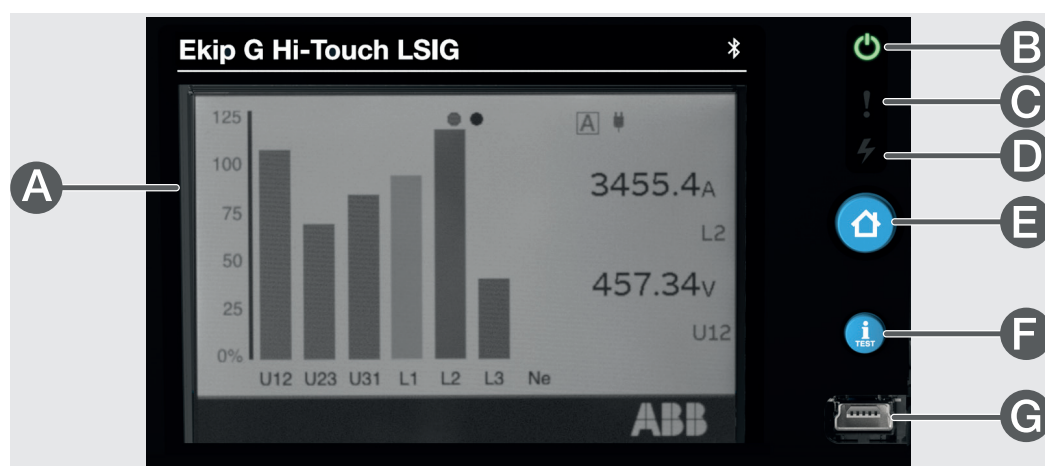 Ekip G Hi-Touch LSIG
125
100
75
50
25
0%
U12 U23 U31 L1 L2 L3 Ne
A
3455.4A
L2
457.34V
U12
ABB
!
i
TEST
A
B
C
D
E
F
G